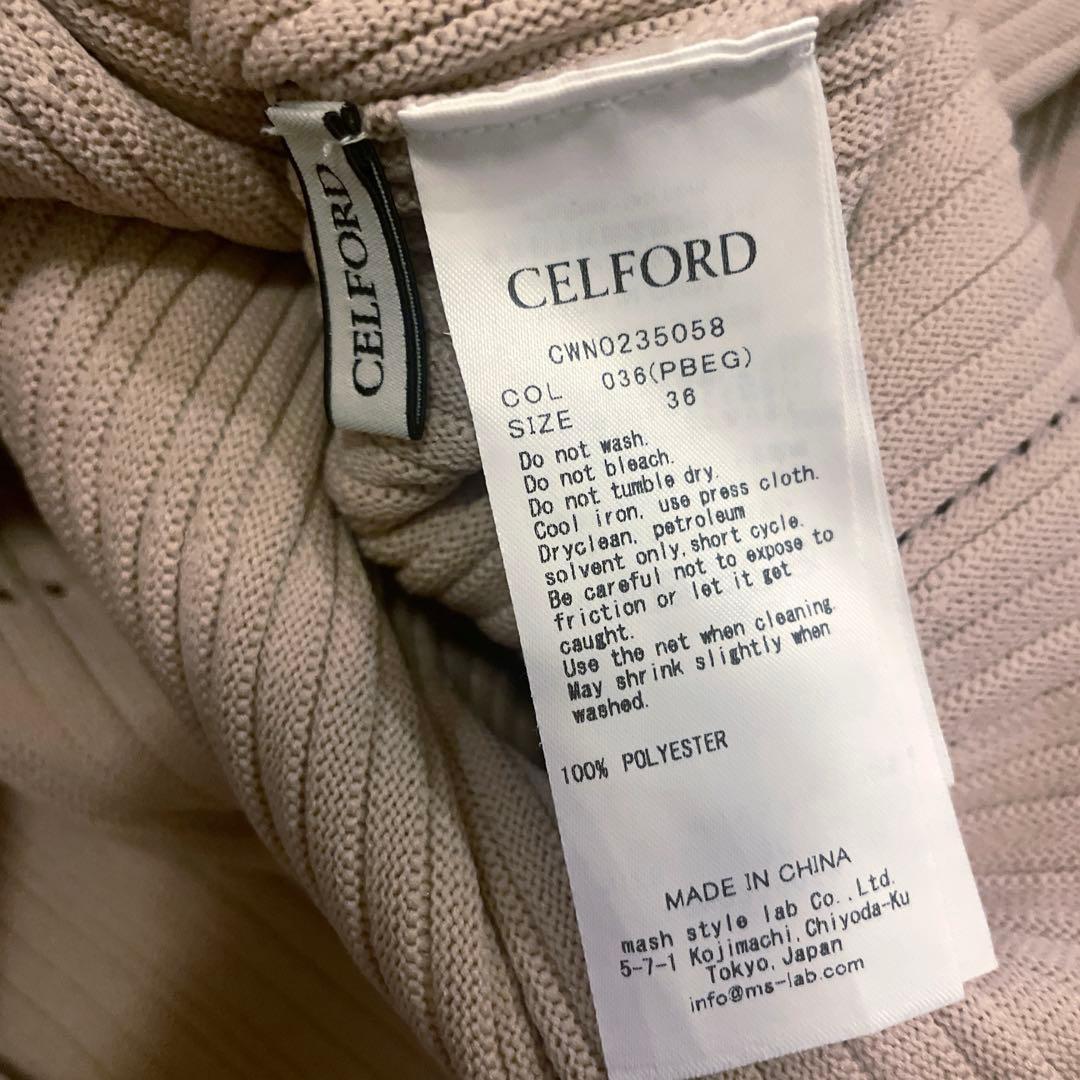 CELFORD
CELFORD
CWNO235058
COL 036(PBEG)
SIZE 36
Do not wash.
Do not bleach.
Do not tumble dry.
Cool iron, use press cloth.
Dryclean, petroleum
solvent only,short cycle.
Be careful not to expose to
friction or let it get
caught.
Use the net when cleaning.
May shrink slightly when
washed.
100% POLYESTER
MADE IN CHINA
mash style lab Co.,Ltd.
5-7-1 Kojimachi,Chiyoda-Ku
Tokyo,Japan
info@ms-lab.com